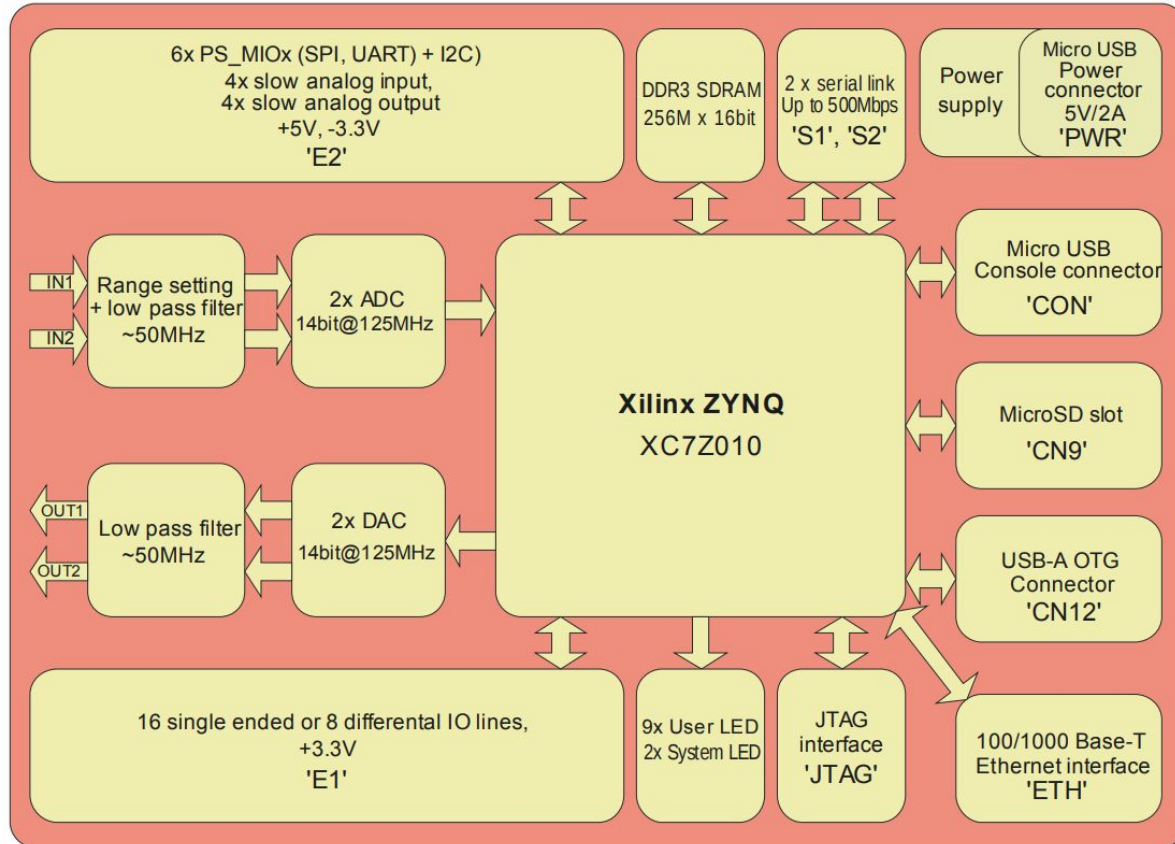 6x PS_MIOx (SPI, UART) + I2C)
4x slow analog input,
4x slow analog output
+5V, -3.3V
'E2'
DDR3 SDRAM
256M x 16bit
2 x serial link
Up to 500Mbps
'S1', 'S2'
Power
supply
Micro USB
Power
connector
5V/2A
'PWR'
IN1
IN2
Range setting
+ low pass filter
~50MHz
2x ADC
14bit@125MHz
Xilinx ZYNQ
XC7Z010
Micro USB
Console connector
'CON'
MicroSD slot
'CN9'
OUT1
OUT2
Low pass filter
~50MHz
2x DAC
14bit@125MHz
USB-A OTG
Connector
'CN12'
16 single ended or 8 differental IO lines,
+3.3V
'E1'
9x User LED
2x System LED
JTAG
interface
'JTAG'
100/1000 Base-T
Ethernet interface
'ETH'